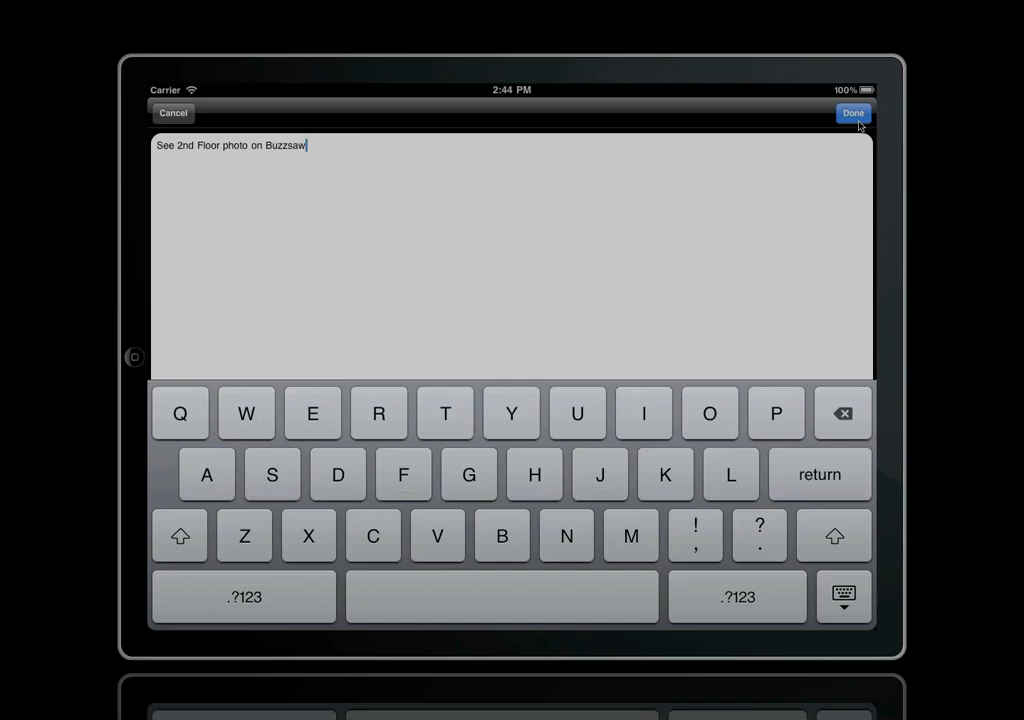 Carrier 2:44 PM 100%
Cancel Done
See 2nd Floor photo on Buzzsaw
Q W E R T Y U I O P
A S D F G H J K L return
Z X C V B N M ! , ? .
.?123 .?123